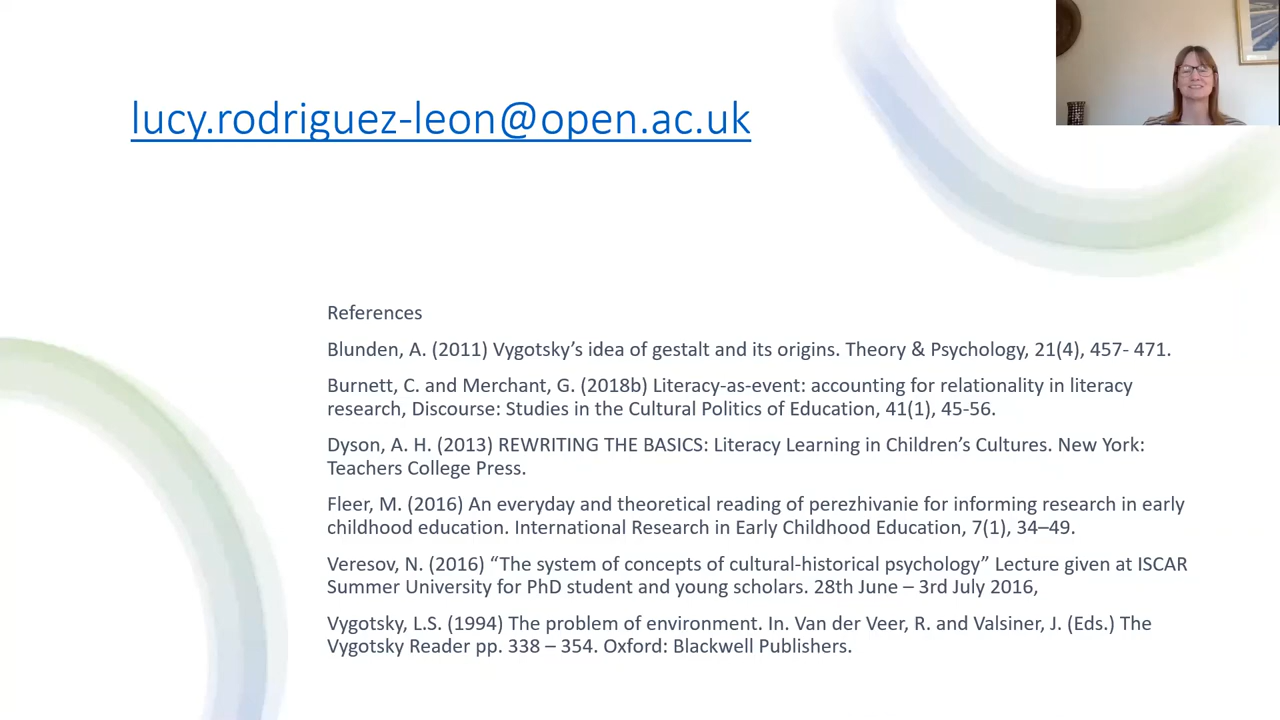 lucy.rodriguez-leon@open.ac.uk
References
Blunden, A. (2011) Vygotsky’s idea of gestalt and its origins. Theory & Psychology, 21(4), 457- 471.
Burnett, C. and Merchant, G. (2018b) Literacy-as-event: accounting for relationality in literacy
research, Discourse: Studies in the Cultural Politics of Education, 41(1), 45-56.
Dyson, A. H. (2013) REWRITING THE BASICS: Literacy Learning in Children’s Cultures. New York:
Teachers College Press.
Fleer, M. (2016) An everyday and theoretical reading of perezhivanie for informing research in early
childhood education. International Research in Early Childhood Education, 7(1), 34–49.
Veresov, N. (2016) “The system of concepts of cultural-historical psychology” Lecture given at ISCAR
Summer University for PhD student and young scholars. 28th June – 3rd July 2016,
Vygotsky, L.S. (1994) The problem of environment. In. Van der Veer, R. and Valsiner, J. (Eds.) The
Vygotsky Reader pp. 338 – 354. Oxford: Blackwell Publishers.